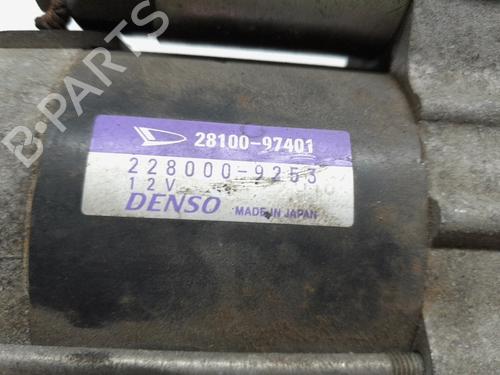 28100-97401
228000-9253
12V
DENSO MADE IN JAPAN
B-PARTS